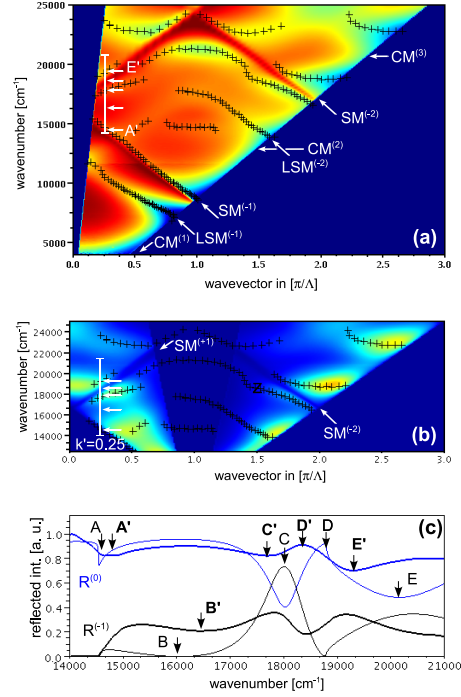 25000
20000
15000
10000
5000
wavenumber [cm⁻¹]
E'
A'
CM⁽³⁾
SM⁽⁻²⁾
CM⁽²⁾
LSM⁽⁻²⁾
SM⁽⁻¹⁾
LSM⁽⁻¹⁾
CM⁽¹⁾
(a)
0.0 0.5 1.0 1.5 2.0 2.5 3.0
wavevector in [π/Λ]
24000
22000
20000
18000
16000
14000
wavenumber [cm⁻¹]
SM⁽⁺¹⁾
SM⁽⁻²⁾
k'=0.25
(b)
0.0 0.5 1.0 1.5 2.0 2.5 3.0
wavevector in [π/Λ]
A A' C' C D' D (c)
E'
E
B'
B
R⁽⁰⁾
R⁽⁻¹⁾
1.0
0.8
0.6
0.4
0.2
0
reflected int. [a. u.]
14000 15000 16000 17000 18000 19000 20000 21000
wavenumber [cm⁻¹]